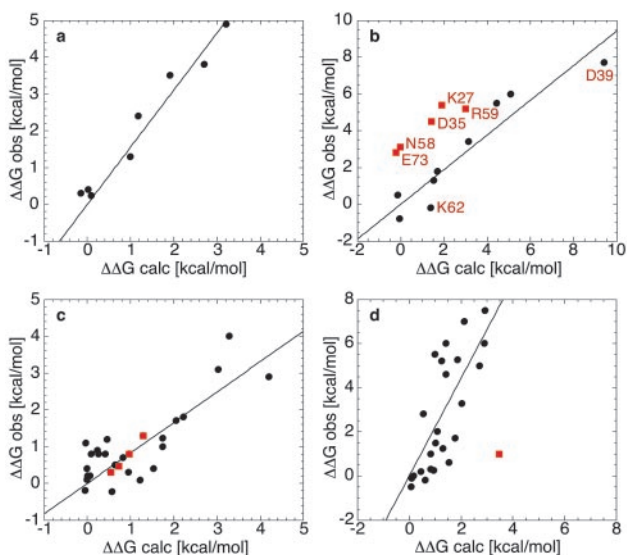 a
5
4
3
2
1
0
-1
ΔΔG obs [kcal/mol]
-1 0 1 2 3 4 5
ΔΔG calc [kcal/mol]
b
10
8
6
4
2
0
-2
ΔΔG obs [kcal/mol]
D39
K27
R59
D35
N58
E73
K62
-2 0 2 4 6 8 10
ΔΔG calc [kcal/mol]
c
5
4
3
2
1
0
-1
ΔΔG obs [kcal/mol]
-1 0 1 2 3 4 5
ΔΔG calc [kcal/mol]
d
8
6
4
2
0
-2
ΔΔG obs [kcal/mol]
-2 0 2 4 6 8
ΔΔG calc [kcal/mol]